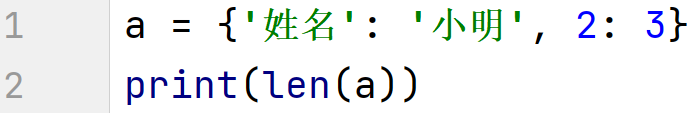 1 a = {'姓名': '小明', 2: 3}
2 print(len(a))